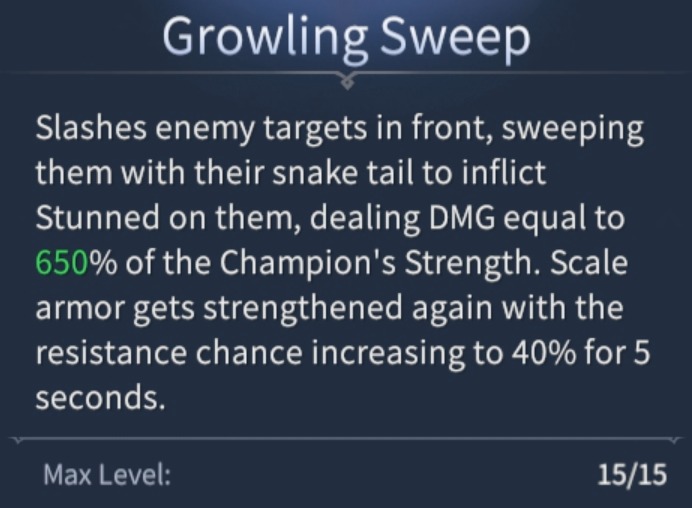 Growling Sweep
Slashes enemy targets in front, sweeping
them with their snake tail to inflict
Stunned on them, dealing DMG equal to
650% of the Champion's Strength. Scale
armor gets strengthened again with the
resistance chance increasing to 40% for 5
seconds.
Max Level: 15/15